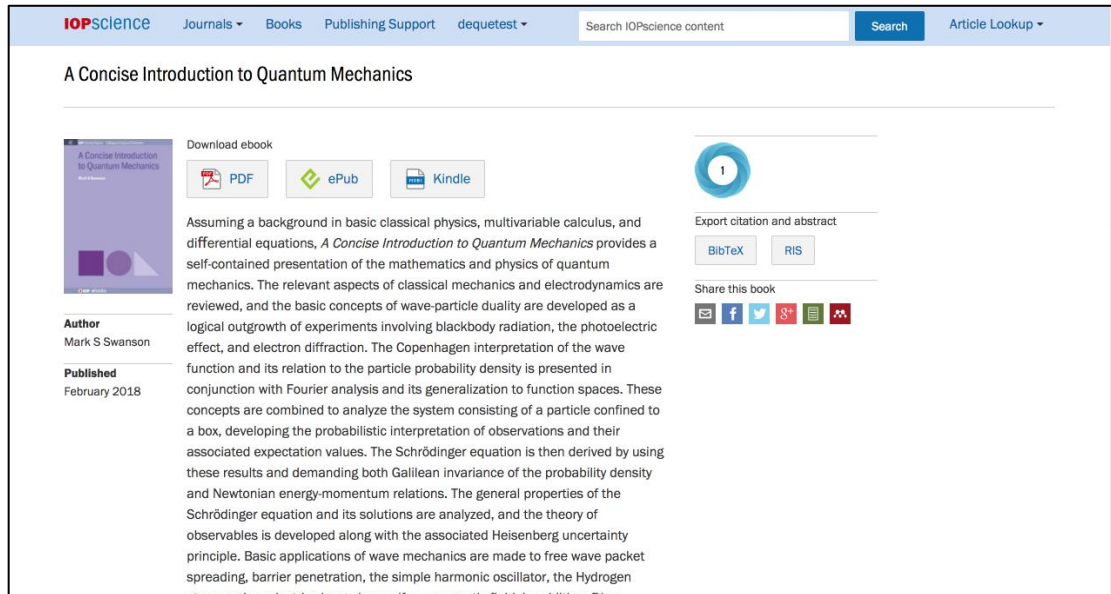 IOPscience Journals Books Publishing Support dequetest Search IOPscience content Search Article Lookup
A Concise Introduction to Quantum Mechanics
A Concise Introduction
to Quantum Mechanics
Mark S Swanson
Author
Mark S Swanson
Published
February 2018
Download ebook
PDF ePub Kindle
Assuming a background in basic classical physics, multivariable calculus, and
differential equations, A Concise Introduction to Quantum Mechanics provides a
self-contained presentation of the mathematics and physics of quantum
mechanics. The relevant aspects of classical mechanics and electrodynamics are
reviewed, and the basic concepts of wave-particle duality are developed as a
logical outgrowth of experiments involving blackbody radiation, the photoelectric
effect, and electron diffraction. The Copenhagen interpretation of the wave
function and its relation to the particle probability density is presented in
conjunction with Fourier analysis and its generalization to function spaces. These
concepts are combined to analyze the system consisting of a particle confined to
a box, developing the probabilistic interpretation of observations and their
associated expectation values. The Schrödinger equation is then derived by using
these results and demanding both Galilean invariance of the probability density
and Newtonian energy-momentum relations. The general properties of the
Schrödinger equation and its solutions are analyzed, and the theory of
observables is developed along with the associated Heisenberg uncertainty
principle. Basic applications of wave mechanics are made to free wave packet
spreading, barrier penetration, the simple harmonic oscillator, the Hydrogen
1
Export citation and abstract
BibTeX RIS
Share this book